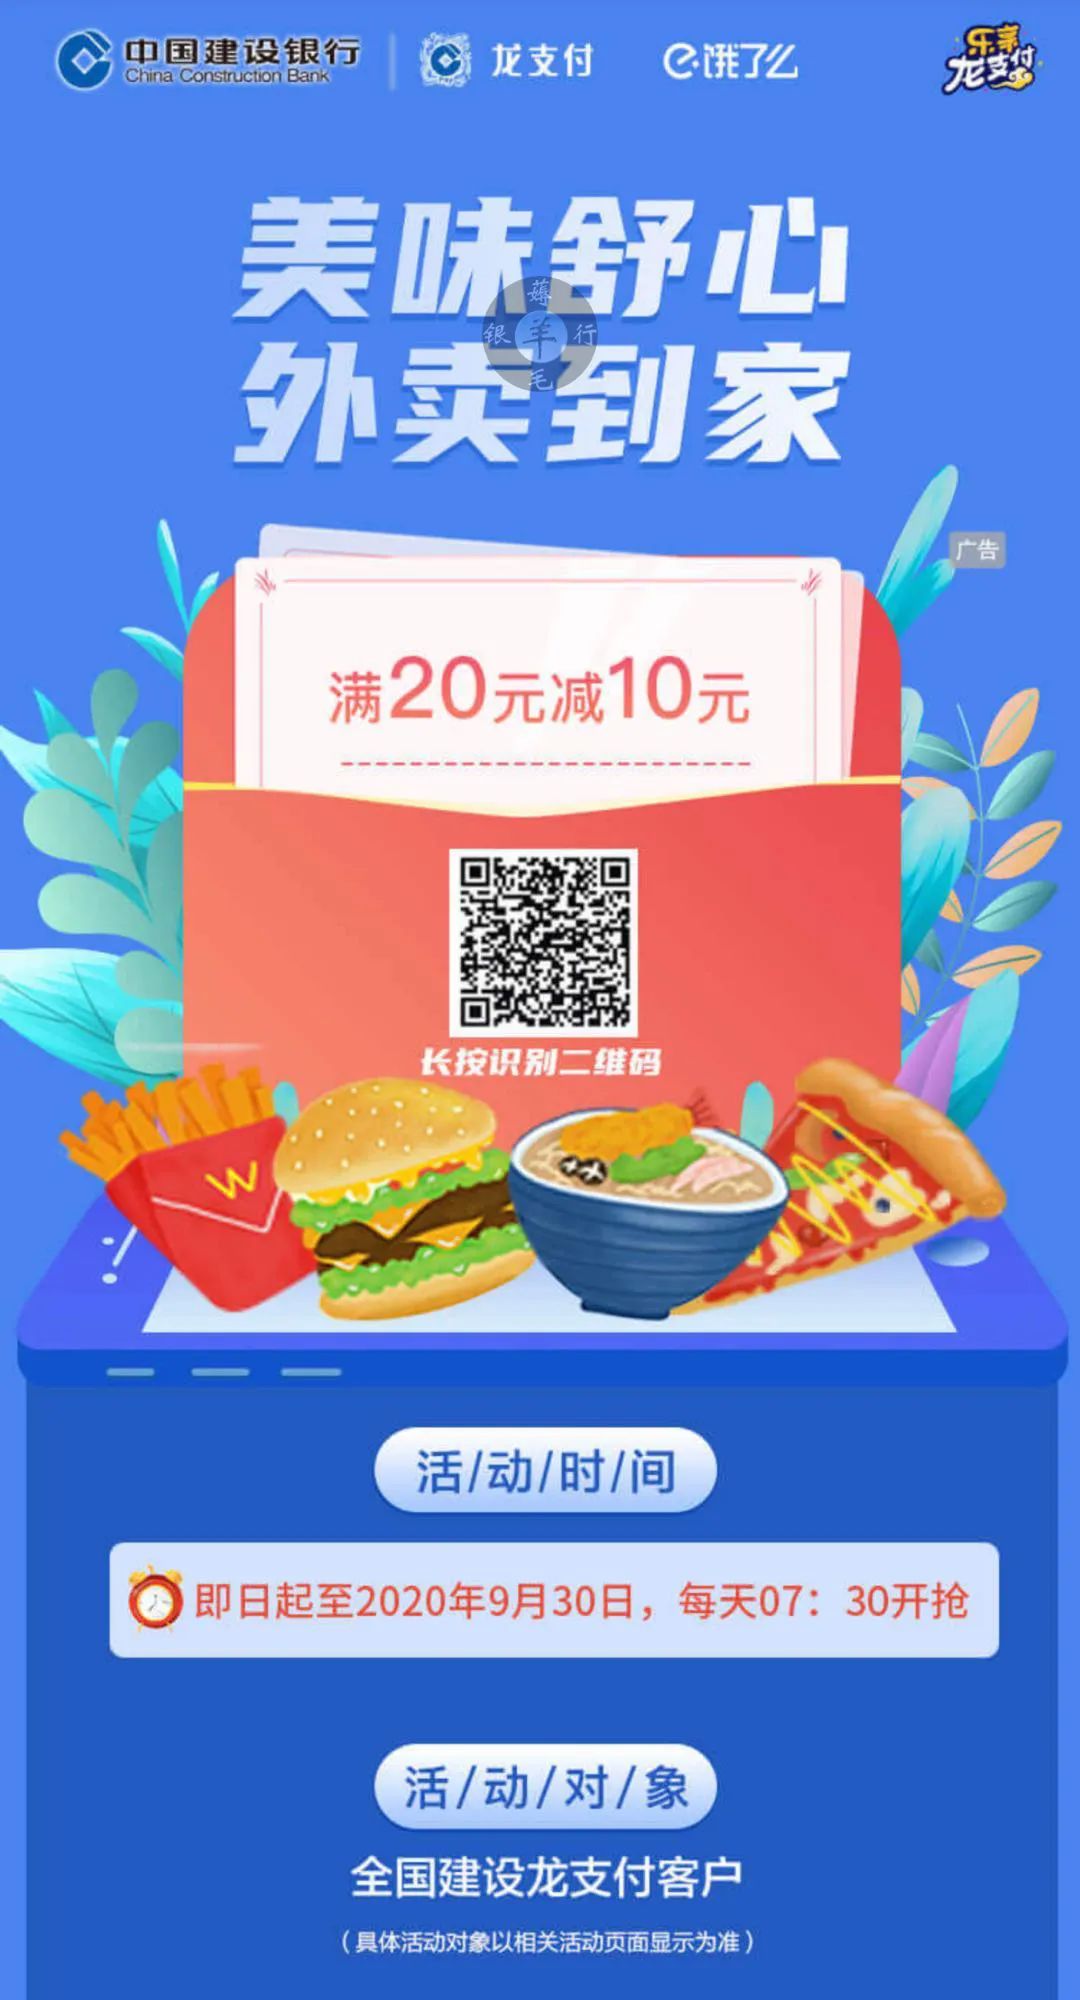 中国建设银行
China Construction Bank
龙支付
饿了么
乐享
龙支付
美味舒心
外卖到家
薅
银羊行
毛
广告
满20元减10元
长按识别二维码
活/动/时/间
即日起至2020年9月30日，每天07：30开抢
活/动/对/象
全国建设龙支付客户
（具体活动对象以相关活动页面显示为准）